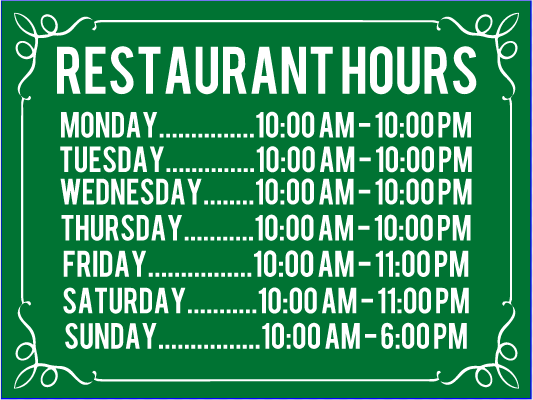 RESTAURANT HOURS
MONDAY...............10:00 AM - 10:00 PM
TUESDAY..............10:00 AM - 10:00 PM
WEDNESDAY........10:00 AM - 10:00 PM
THURSDAY...........10:00 AM - 10:00 PM
FRIDAY................10:00 AM - 11:00 PM
SATURDAY...........10:00 AM - 11:00 PM
SUNDAY................10:00 AM - 6:00 PM